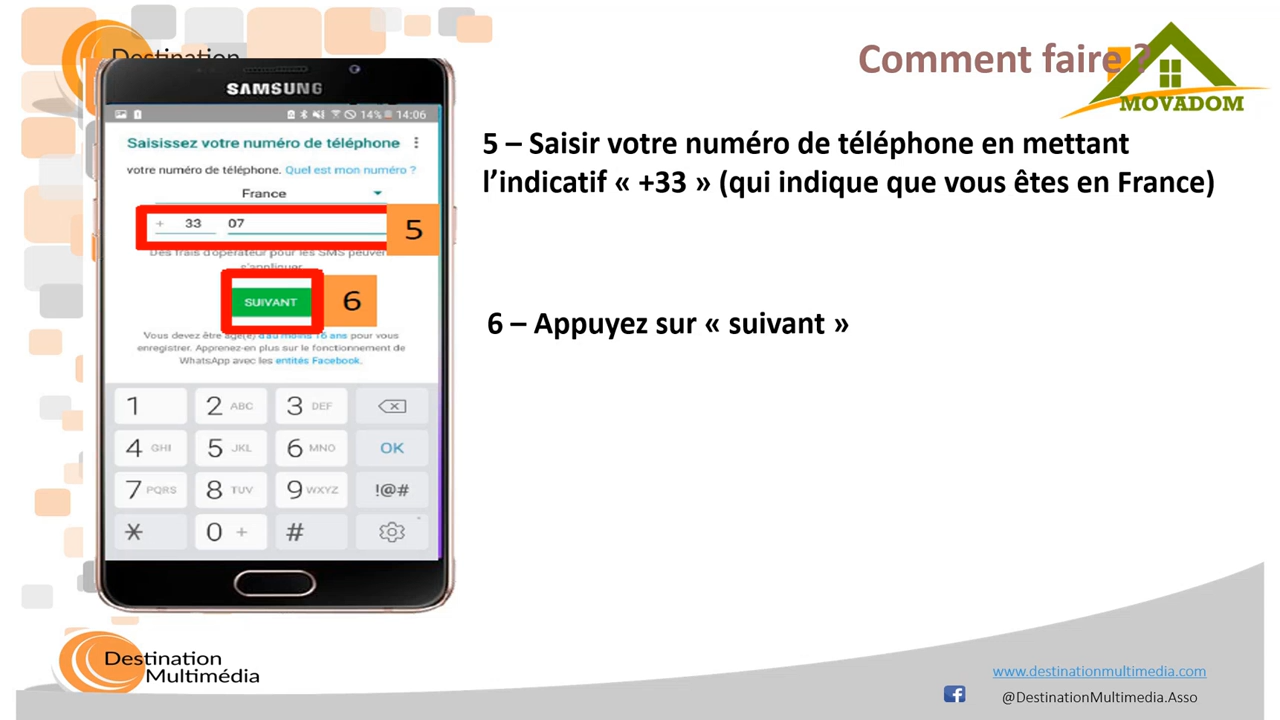 Destination
Comment faire ?
MOVADOM
SAMSUNG
14% 14:06
Saisissez votre numéro de téléphone
votre numéro de téléphone. Quel est mon numéro ?
France
+ 33 07
5
Des frais d'opérateur pour les SMS peuven
s'appliquer
SUIVANT
6
Vous devez être âgé(e) d'au moins 16 ans pour vous
enregistrer. Apprenez-en plus sur le fonctionnement de
WhatsApp avec les entités Facebook.
1
2 ABC
3 DEF
4 GHI
5 JKL
6 MNO
OK
7 PQRS
8 TUV
9 WXYZ
!@#
*
0 +
#
5 – Saisir votre numéro de téléphone en mettant
l’indicatif « +33 » (qui indique que vous êtes en France)
6 – Appuyez sur « suivant »
Destination
Multimédia
www.destinationmultimedia.com
f
@DestinationMultimedia.Asso